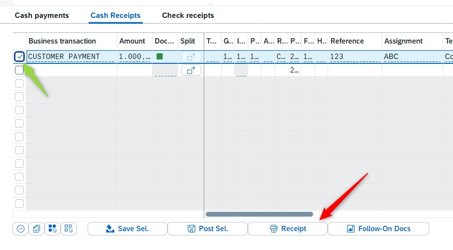 Cash payments Cash Receipts Check receipts
Business transaction Amount Doc... Split T... G... I... P... A... R... P... F... H... Reference Assignment Te
CUSTOMER PAYMENT 1.000,... 1... 1... 1... C... 2... 1... 123 ABC Co
2...
Save Sel. Post Sel. Receipt Follow-On Docs